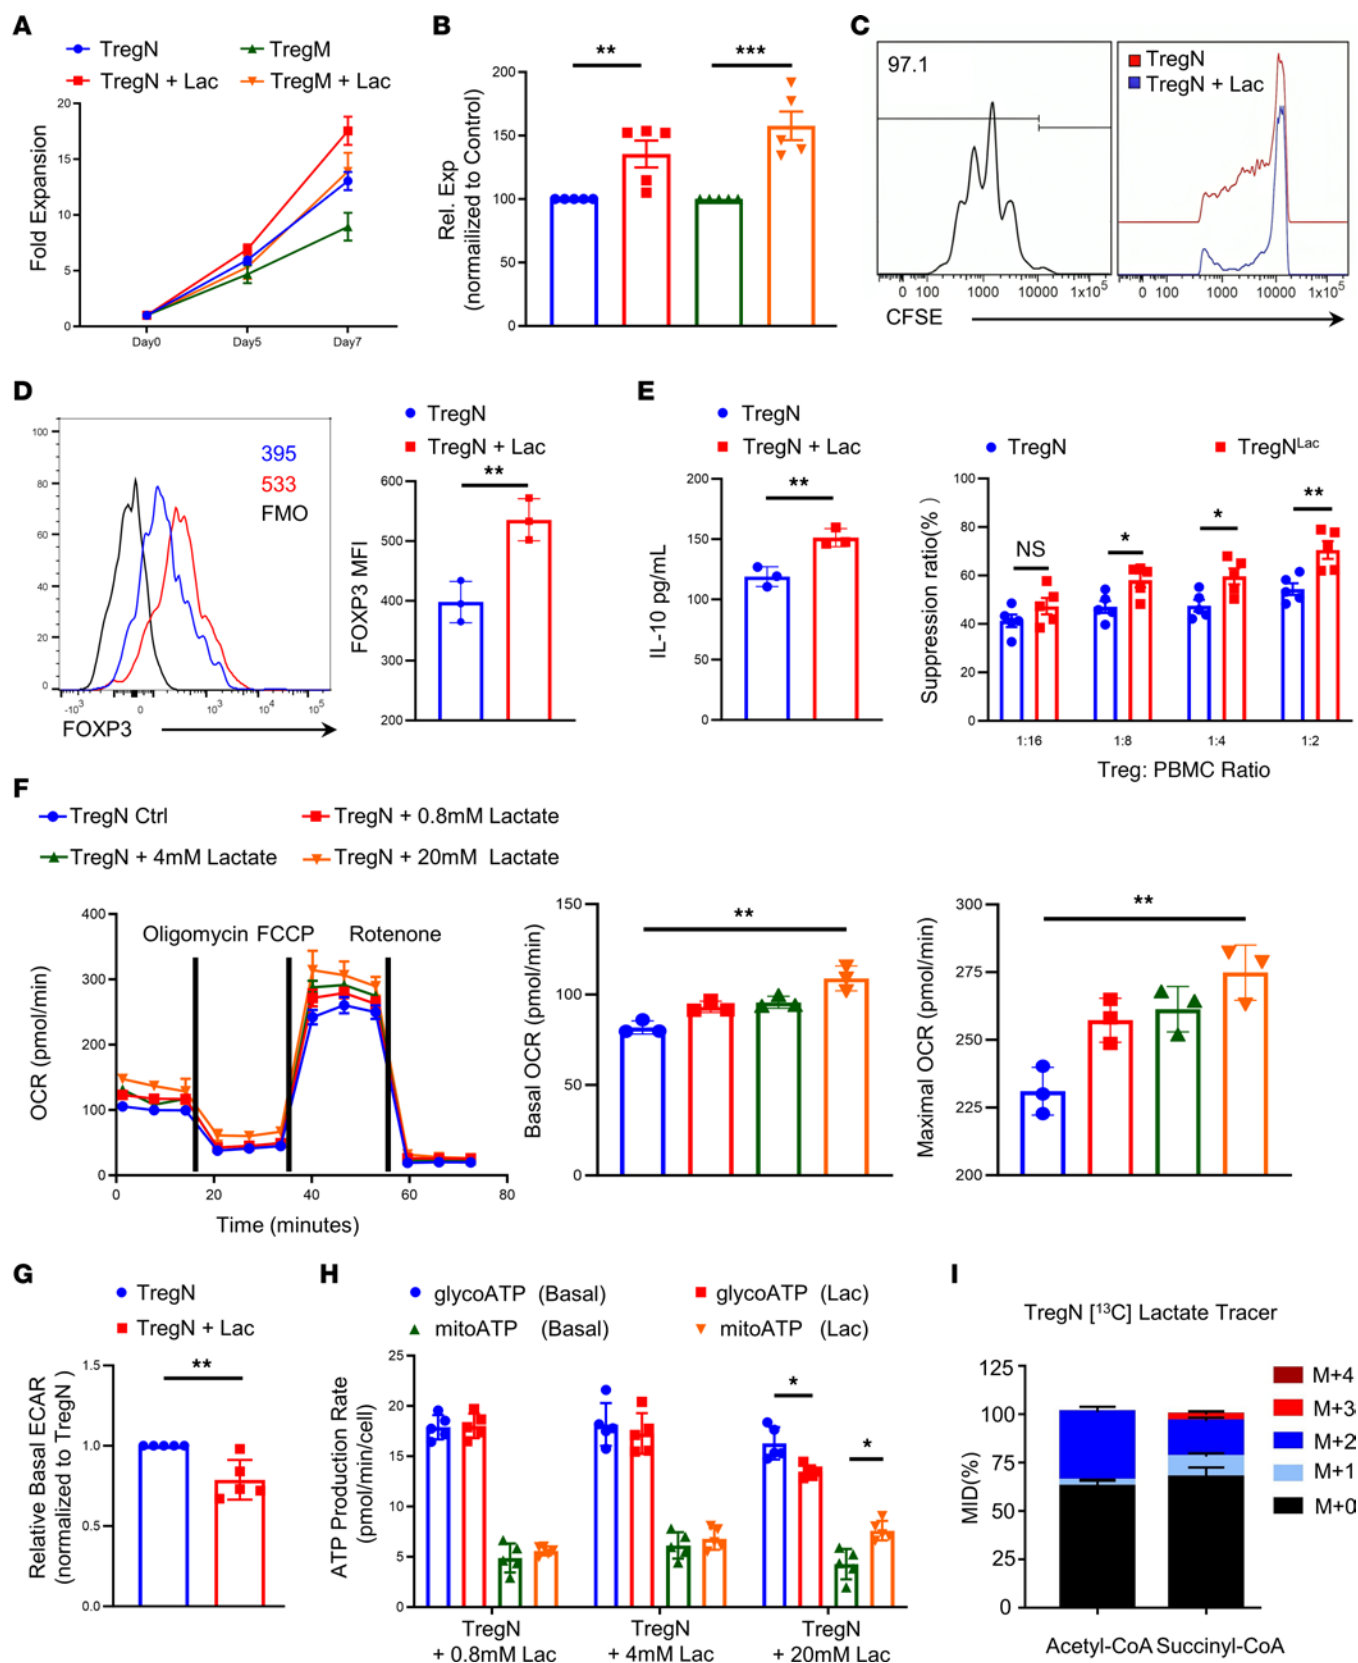 A
TregN
TregM
TregN + Lac
TregM + Lac
Fold Expansion
20
15
10
5
0
Day0
Day5
Day7
B
**
***
Rel. Exp
(normailized to Control)
200
150
100
50
0
C
97.1
TregN
TregN + Lac
0 100 1000 10000 1x10⁵
0 100 1000 10000 1x10⁵
CFSE
D
100
80
60
40
20
0
395
533
FMO
-10³ 0 10³ 10⁴ 10⁵
FOXP3
TregN
TregN + Lac
**
FOXP3 MFI
600
500
400
300
200
E
TregN
TregN + Lac
**
IL-10 pg/mL
200
150
100
50
0
TregN
TregNLac
Suppression ratio(%)
100
80
60
40
20
0
NS
*
*
**
1:16
1:8
1:4
1:2
Treg: PBMC Ratio
F
TregN Ctrl
TregN + 0.8mM Lactate
TregN + 4mM Lactate
TregN + 20mM Lactate
OCR (pmol/min)
400
300
200
100
0
Oligomycin
FCCP
Rotenone
0 20 40 60 80
Time (minutes)
Basal OCR (pmol/min)
150
100
50
0
**
Maximal OCR (pmol/min)
300
275
250
225
200
**
G
TregN
TregN + Lac
Relative Basal ECAR
(normalized to TregN)
1.5
1.0
0.5
0.0
**
H
glycoATP (Basal)
glycoATP (Lac)
mitoATP (Basal)
mitoATP (Lac)
ATP Production Rate
(pmol/min/cell)
25
20
15
10
5
0
*
*
TregN
+ 0.8mM Lac
TregN
+ 4mM Lac
TregN
+ 20mM Lac
I
TregN [¹³C] Lactate Tracer
MID(%)
125
100
75
50
25
0
M+4
M+3
M+2
M+1
M+0
Acetyl-CoA
Succinyl-CoA